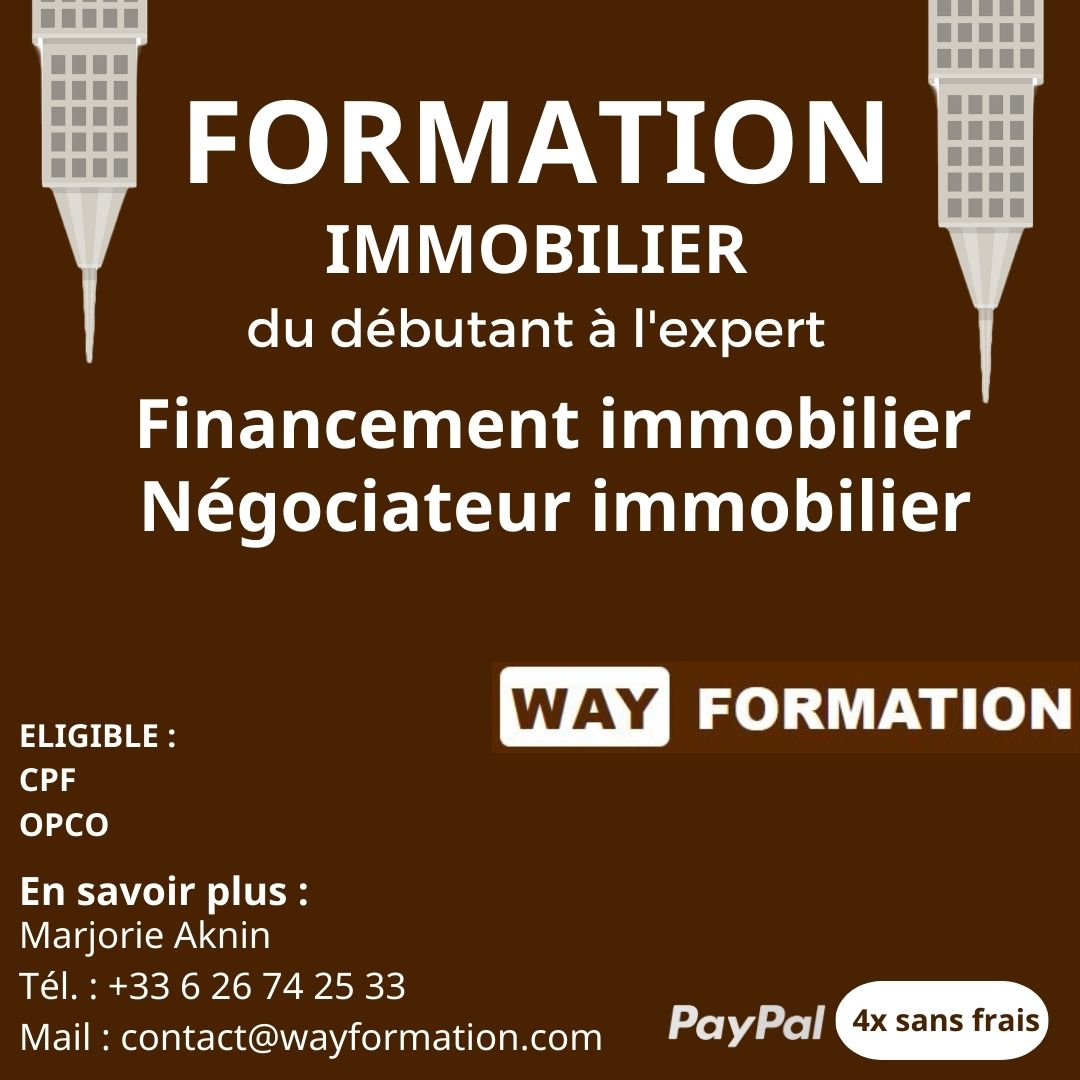 FORMATION
IMMOBILIER
du débutant à l'expert
Financement immobilier
Négociateur immobilier
WAY FORMATION
ELIGIBLE :
CPF
OPCO
En savoir plus :
Marjorie Aknin
Tél. : +33 6 26 74 25 33
Mail : contact@wayformation.com
PayPal 4x sans frais